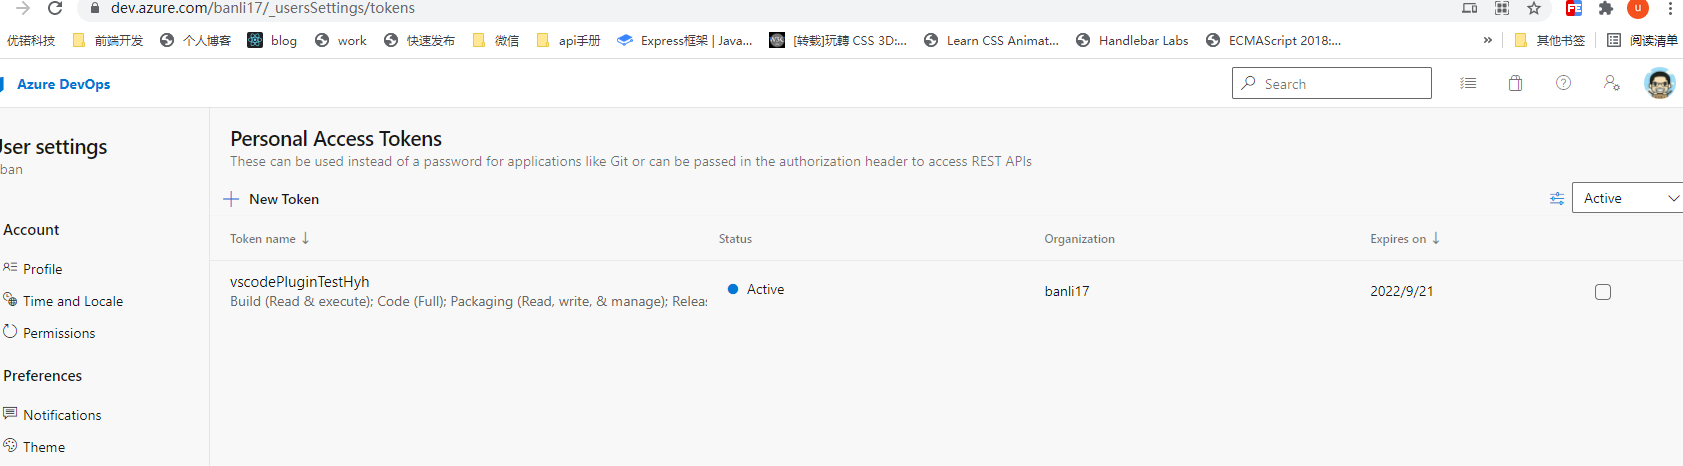 dev.azure.com/banli17/_usersSettings/tokens
优锘科技 前端开发 个人博客 blog work 快速发布 微信 api手册 Express框架 | Java... [转载]玩轉 CSS 3D:... Learn CSS Animat... Handlebar Labs ECMAScript 2018:... » 其他书签 阅读清单
Azure DevOps Search
User settings
ban
Personal Access Tokens
These can be used instead of a password for applications like Git or can be passed in the authorization header to access REST APIs
New Token Active
Token name ↓ Status Organization Expires on ↓
vscodePluginTestHyh
Build (Read & execute); Code (Full); Packaging (Read, write, & manage); Releas
Active banli17 2022/9/21
Account
Profile
Time and Locale
Permissions
Preferences
Notifications
Theme